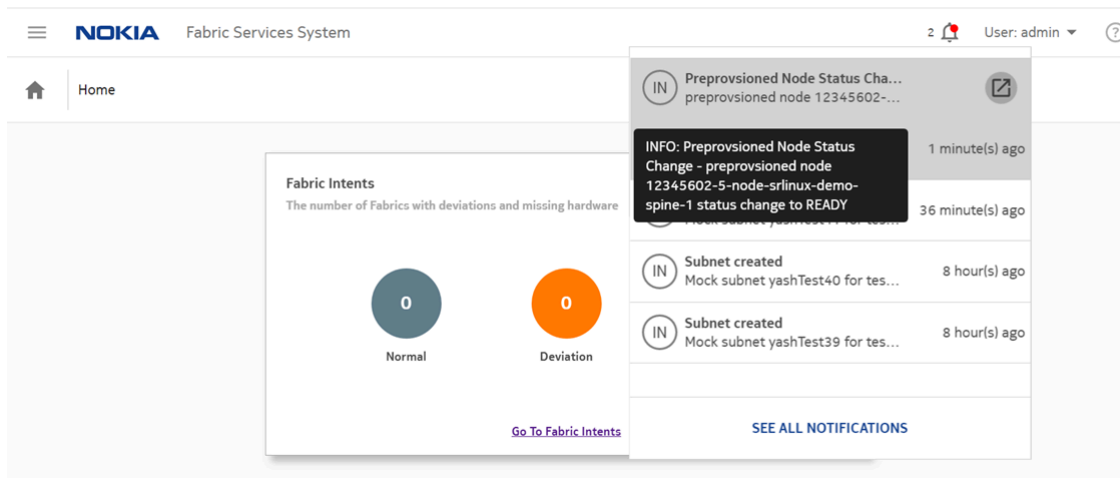 NOKIA Fabric Services System
2
User: admin
?
Home
IN
Preprovsioned Node Status Cha...
preprovsioned node 12345602-...
INFO: Preprovsioned Node Status
Change - preprovsioned node
12345602-5-node-srlinux-demo-
spine-1 status change to READY
1 minute(s) ago
36 minute(s) ago
IN
Subnet created
Mock subnet yashTest40 for tes...
8 hour(s) ago
IN
Subnet created
Mock subnet yashTest39 for tes...
8 hour(s) ago
SEE ALL NOTIFICATIONS
Fabric Intents
The number of Fabrics with deviations and missing hardware
0
Normal
0
Deviation
Go To Fabric Intents